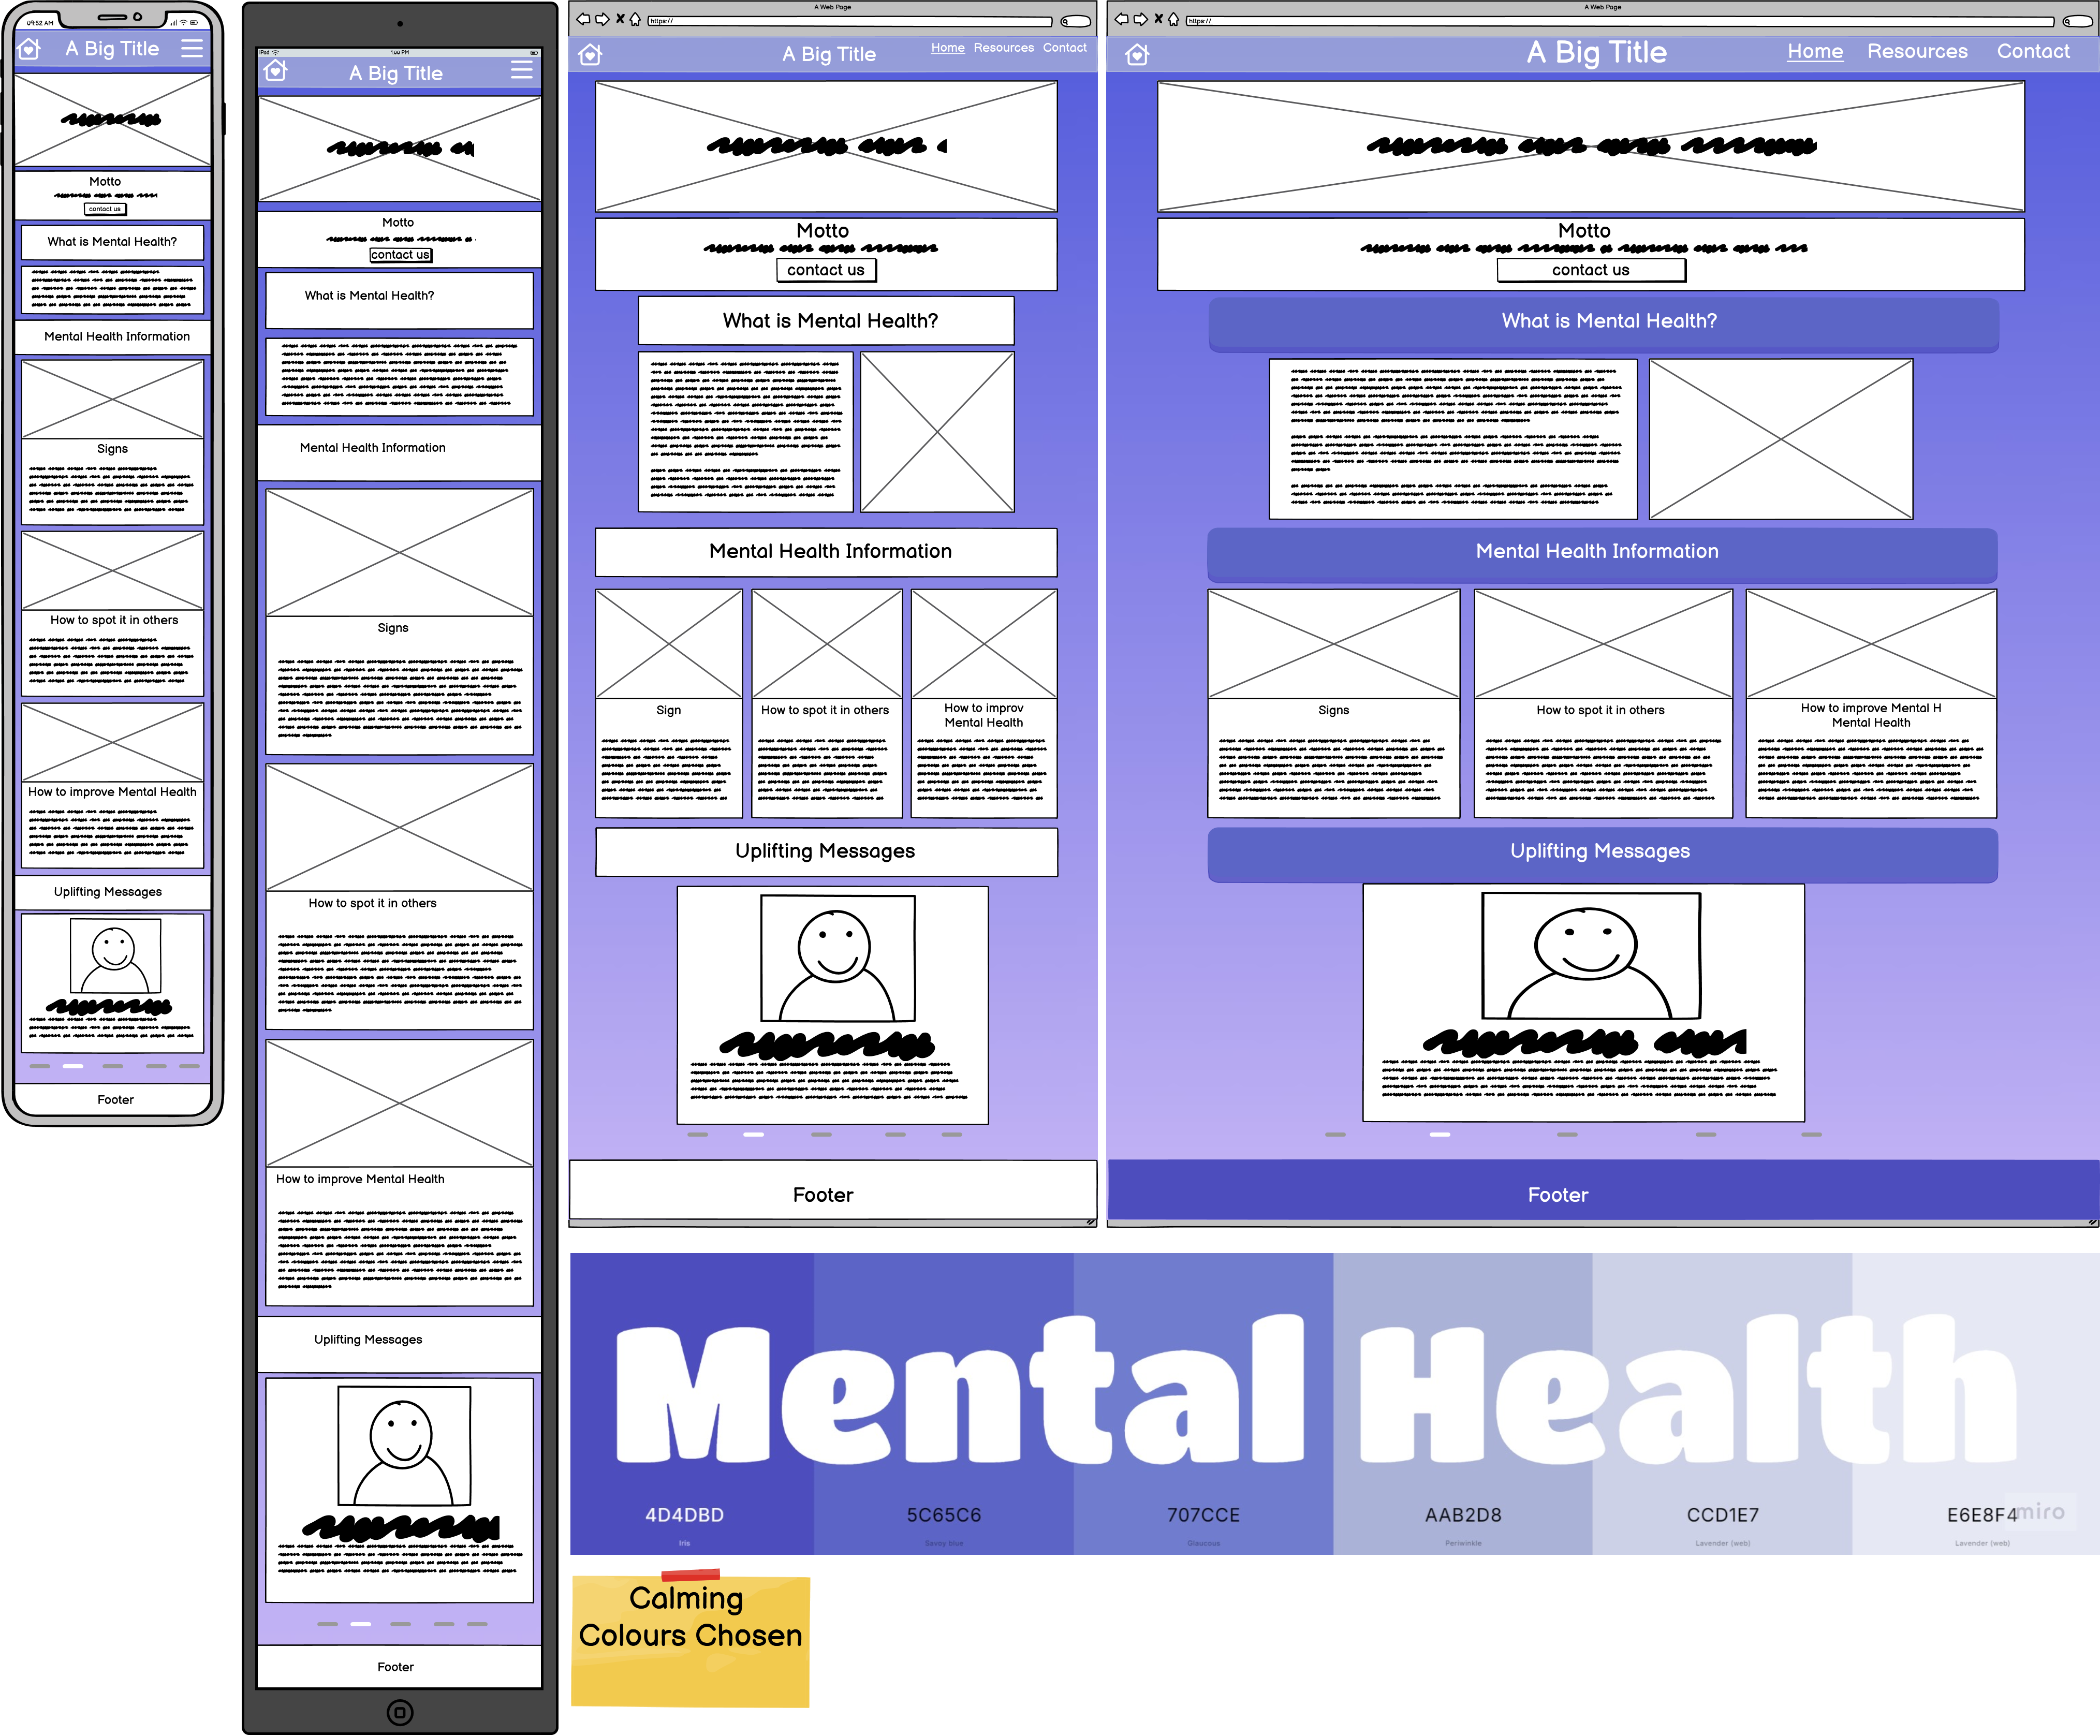 09:52 AM
A Big Title
Motto
contact us
What is Mental Health?
Mental Health Information
Signs
How to spot it in others
How to improve Mental Health
Uplifting Messages
Footer
iPad
1:00 PM
A Big Title
Motto
contact us
What is Mental Health?
Mental Health Information
Signs
How to spot it in others
How to improve Mental Health
Uplifting Messages
Footer
A Web Page
https://
A Big Title
Home Resources Contact
Motto
contact us
What is Mental Health?
Mental Health Information
Sign
How to spot it in others
How to improv
Mental Health
Uplifting Messages
Footer
A Web Page
https://
A Big Title
Home Resources Contact
Motto
contact us
What is Mental Health?
Mental Health Information
Signs
How to spot it in others
How to improve Mental H
Mental Health
Uplifting Messages
Footer
Mental Health
4D4DBD 5C65C6 707CCE AAB2D8 CCD1E7 E6E8F4
miro
Iris Savoy blue Glaucous Periwinkle Lavender (web) Lavender (web)
Calming
Colours Chosen